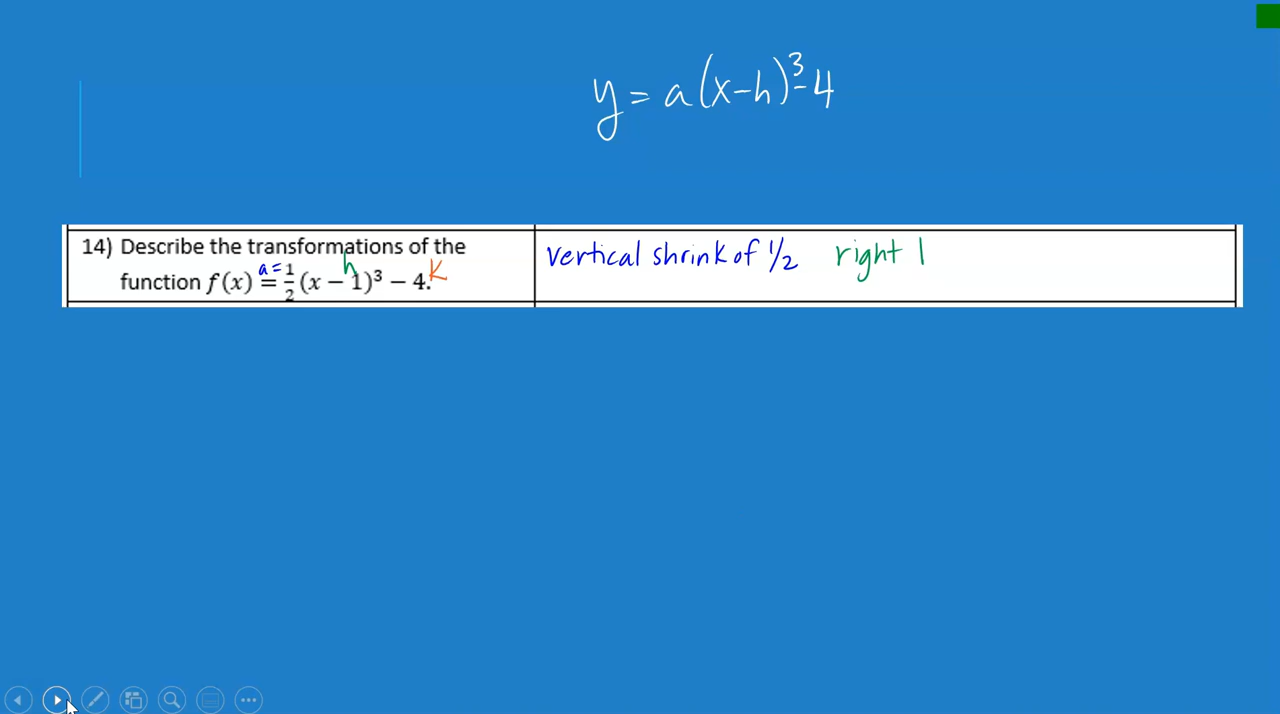 y = a(x-h)³-4
14) Describe the transformations of the
function f(x) = ½(x − 1)³ − 4.
a =
h
K
vertical shrink of ½ right 1